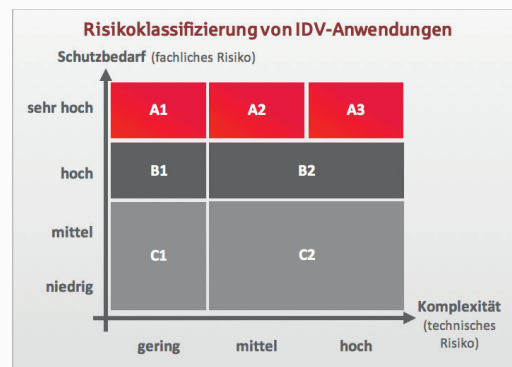 Risikoklassifizierung von IDV-Anwendungen
Schutzbedarf (fachliches Risiko)
sehr hoch
A1
A2
A3
hoch
B1
B2
mittel
C1
C2
niedrig
Komplexität
(technisches
Risiko)
gering
mittel
hoch